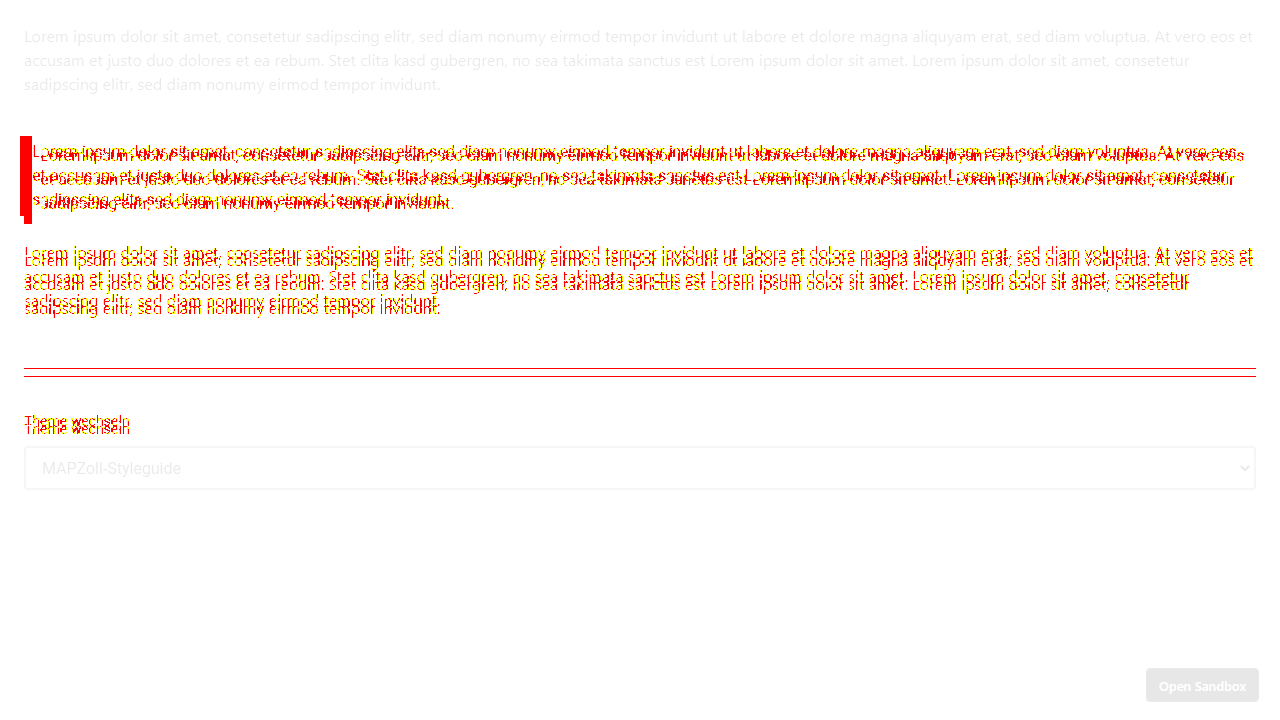 Lorem ipsum dolor sit amet, consetetur sadipscing elitr, sed diam nonumy eirmod tempor invidunt ut labore et dolore magna aliquyam erat, sed diam voluptua. At vero eos et
accusam et justo duo dolores et ea rebum. Stet clita kasd gubergren, no sea takimata sanctus est Lorem ipsum dolor sit amet. Lorem ipsum dolor sit amet, consetetur
sadipscing elitr, sed diam nonumy eirmod tempor invidunt.
Lorem ipsum dolor sit amet, consetetur sadipscing elitr, sed diam nonumy eirmod tempor invidunt ut labore et dolore magna aliquyam erat, sed diam voluptua. At vero eos
et accusam et justo duo dolores et ea rebum. Stet clita kasd gubergren, no sea takimata sanctus est Lorem ipsum dolor sit amet. Lorem ipsum dolor sit amet, consetetur
sadipscing elitr, sed diam nonumy eirmod tempor invidunt.
Lorem ipsum dolor sit amet, consetetur sadipscing elitr, sed diam nonumy eirmod tempor invidunt ut labore et dolore magna aliquyam erat, sed diam voluptua. At vero eos et
accusam et justo duo dolores et ea rebum. Stet clita kasd gubergren, no sea takimata sanctus est Lorem ipsum dolor sit amet. Lorem ipsum dolor sit amet, consetetur
sadipscing elitr, sed diam nonumy eirmod tempor invidunt.
Theme wechseln
MAPZoll-Styleguide
Open Sandbox